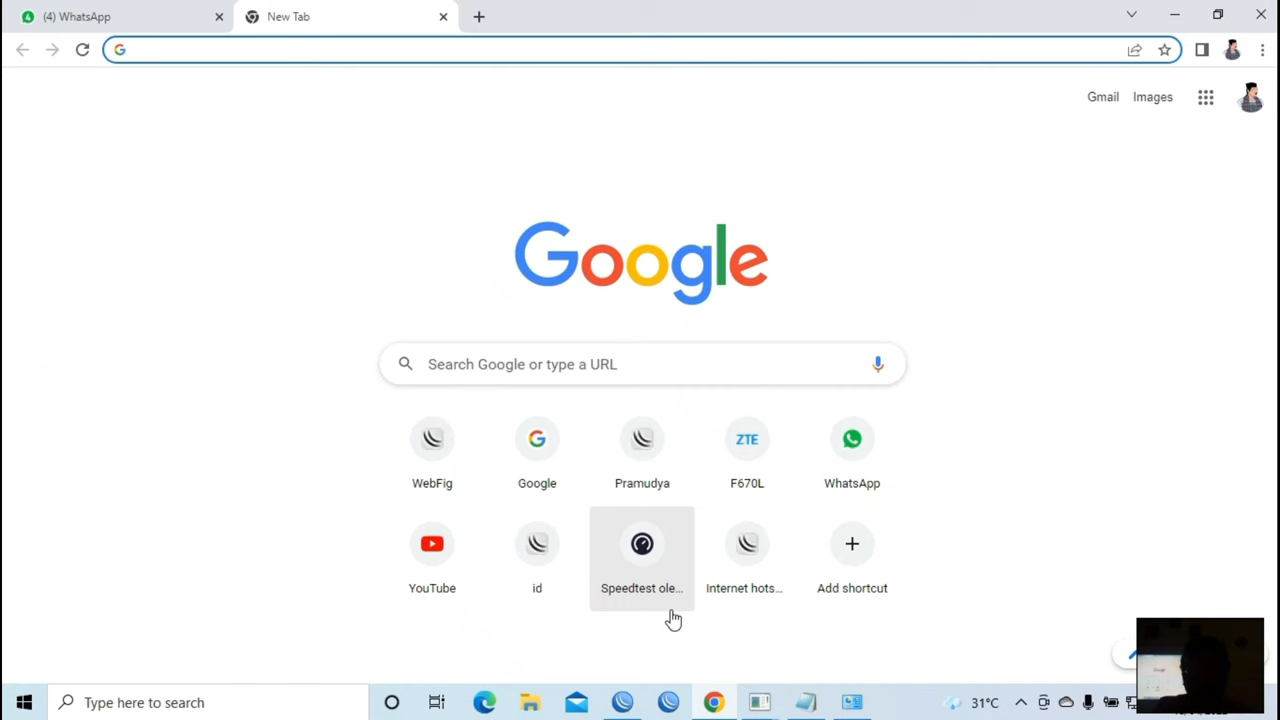 (4) WhatsApp
New Tab
Gmail
Images
Google
Search Google or type a URL
WebFig
Google
Pramudya
ZTE
F670L
WhatsApp
YouTube
id
Speedtest ole...
Internet hots...
Add shortcut
Type here to search
31°C